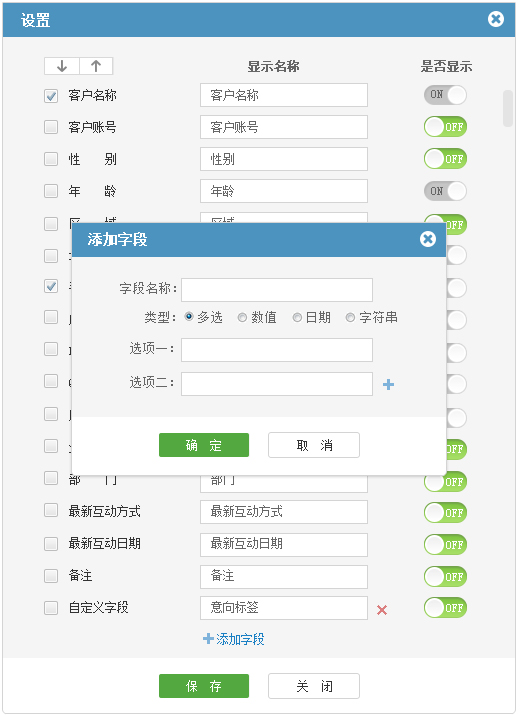 设置
显示名称 是否显示
客户名称 客户名称 ON
客户账号 客户账号 OFF
性 别 性别 OFF
年 龄 年龄 ON
OFF
添加字段
字段名称：
类型： 多选 数值 日期 字符串
选项一：
选项二：
OFF
确 定 取 消
部 门 部门 OFF
最新互动方式 最新互动方式 OFF
最新互动日期 最新互动日期 OFF
备注 备注 OFF
自定义字段 意向标签 OFF
添加字段
保 存 关 闭